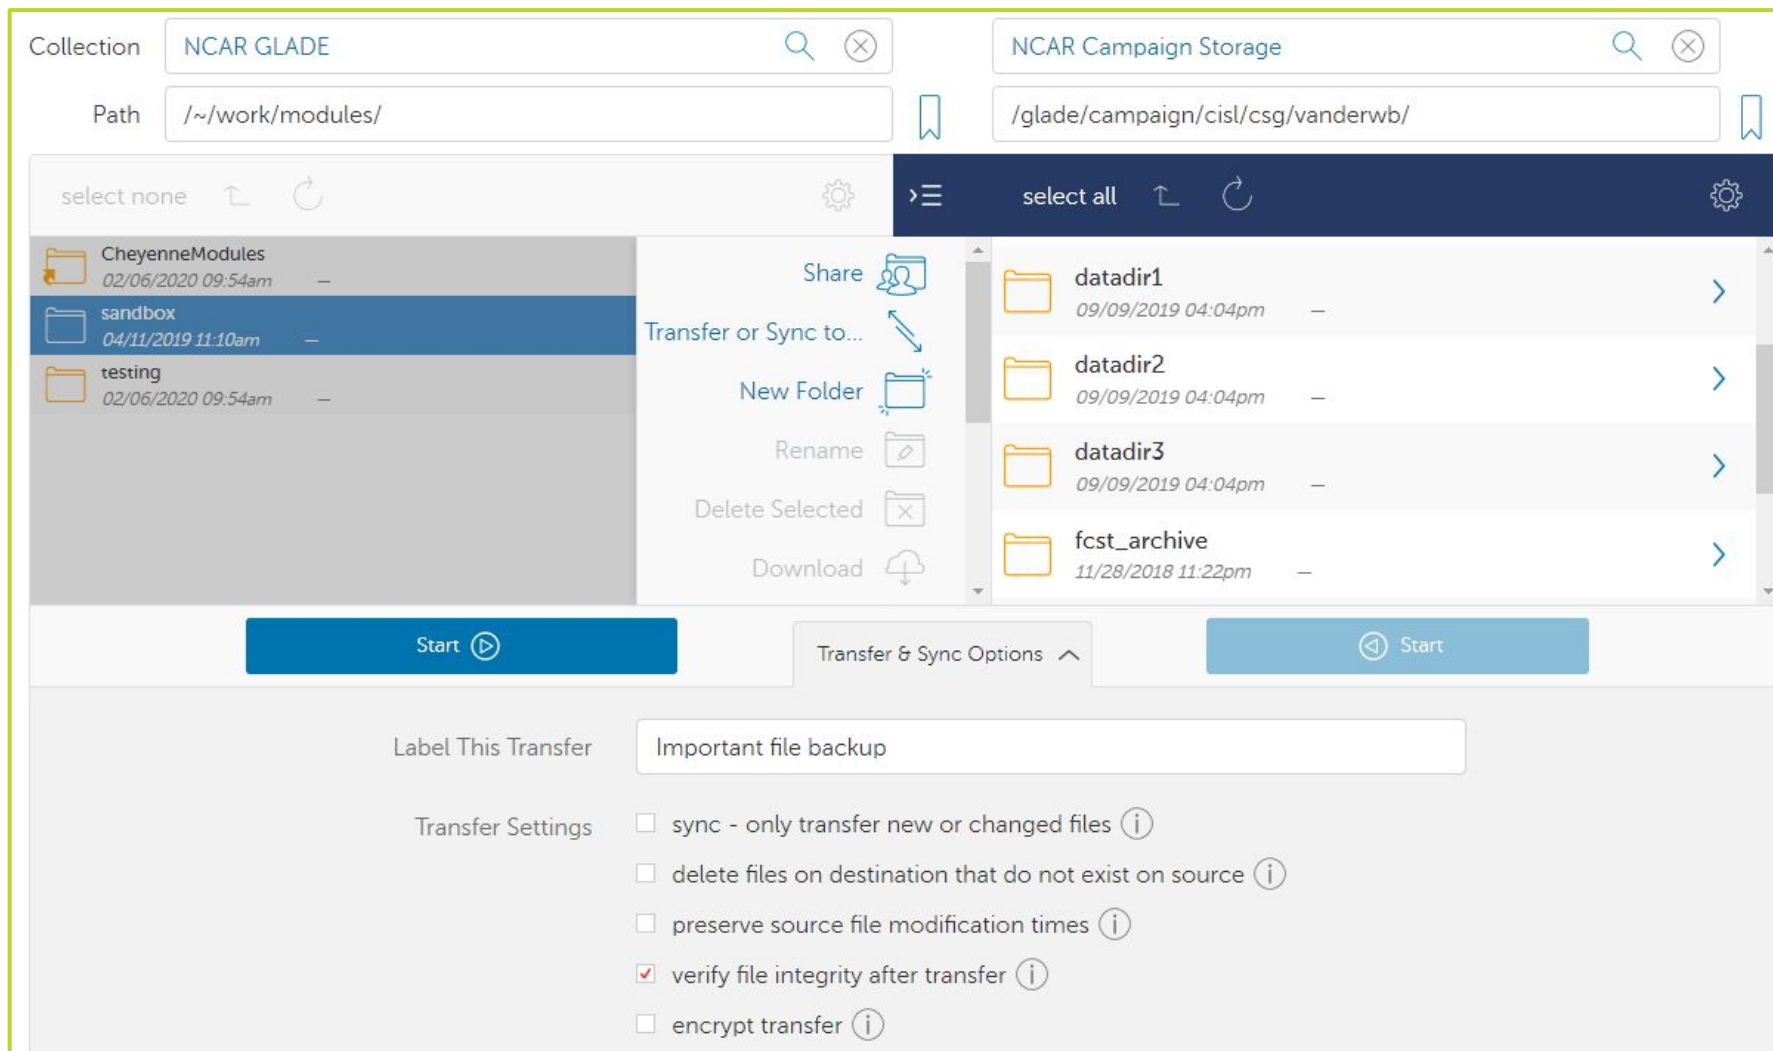 Collection NCAR GLADE NCAR Campaign Storage
Path /~/work/modules/ /glade/campaign/cisl/csg/vanderwb/
select none select all
CheyenneModules
02/06/2020 09:54am —
sandbox
04/11/2019 11:10am —
testing
02/06/2020 09:54am —
Share
Transfer or Sync to...
New Folder
Rename
Delete Selected
Download
datadir1
09/09/2019 04:04pm —
datadir2
09/09/2019 04:04pm —
datadir3
09/09/2019 04:04pm —
fcst_archive
11/28/2018 11:22pm —
Start Transfer & Sync Options Start
Label This Transfer Important file backup
Transfer Settings sync - only transfer new or changed files
delete files on destination that do not exist on source
preserve source file modification times
verify file integrity after transfer
encrypt transfer